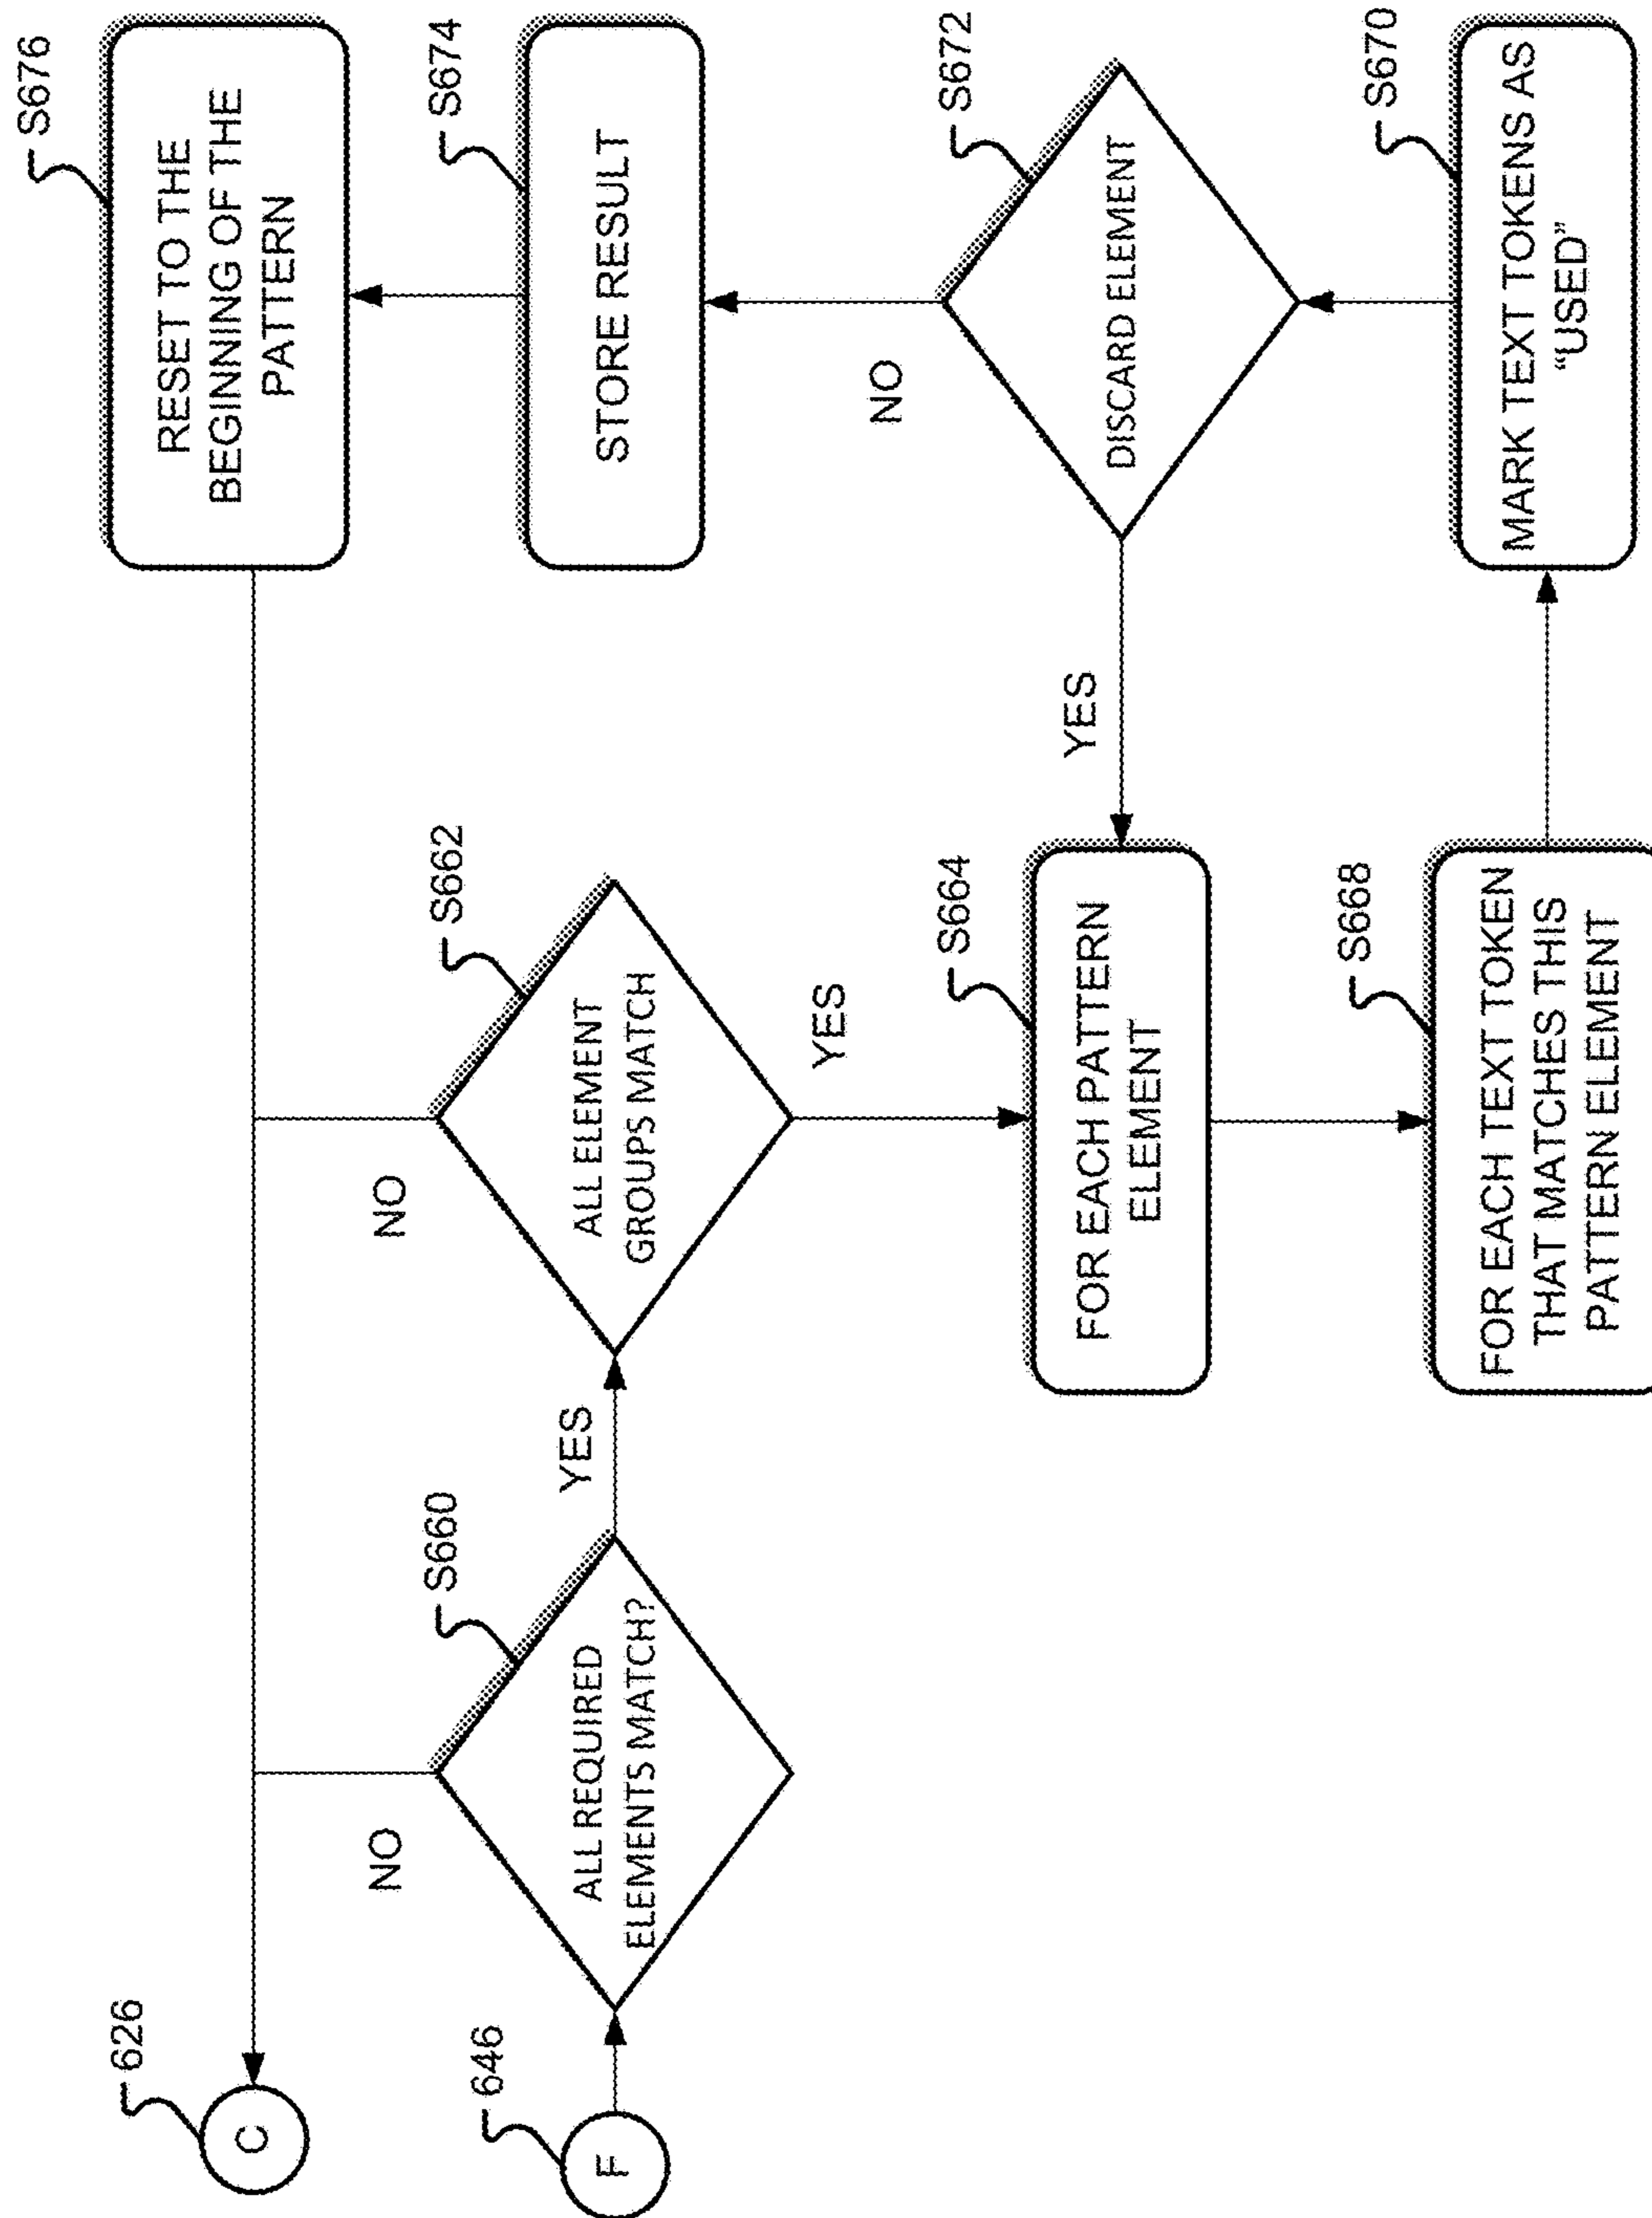 626
C
646
F
S660
ALL REQUIRED
ELEMENTS MATCH?
NO
YES
S662
ALL ELEMENT
GROUPS MATCH
NO
YES
S664
FOR EACH PATTERN
ELEMENT
S668
FOR EACH TEXT TOKEN
THAT MATCHES THIS
PATTERN ELEMENT
S670
MARK TEXT TOKENS AS
“USED”
S672
DISCARD ELEMENT
YES
NO
S674
STORE RESULT
S676
RESET TO THE
BEGINNING OF THE
PATTERN